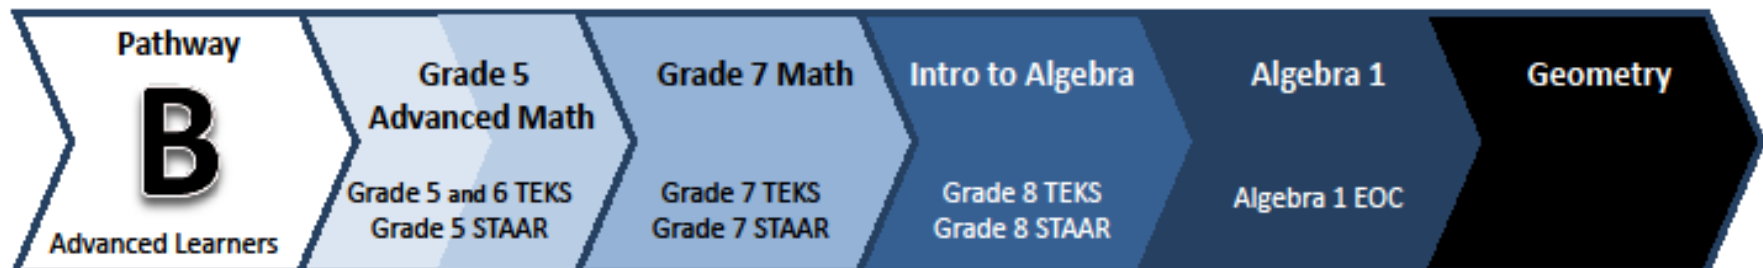 Pathway
B
Advanced Learners
Grade 5
Advanced Math
Grade 5 and 6 TEKS
Grade 5 STAAR
Grade 7 Math
Grade 7 TEKS
Grade 7 STAAR
Intro to Algebra
Grade 8 TEKS
Grade 8 STAAR
Algebra 1
Algebra 1 EOC
Geometry